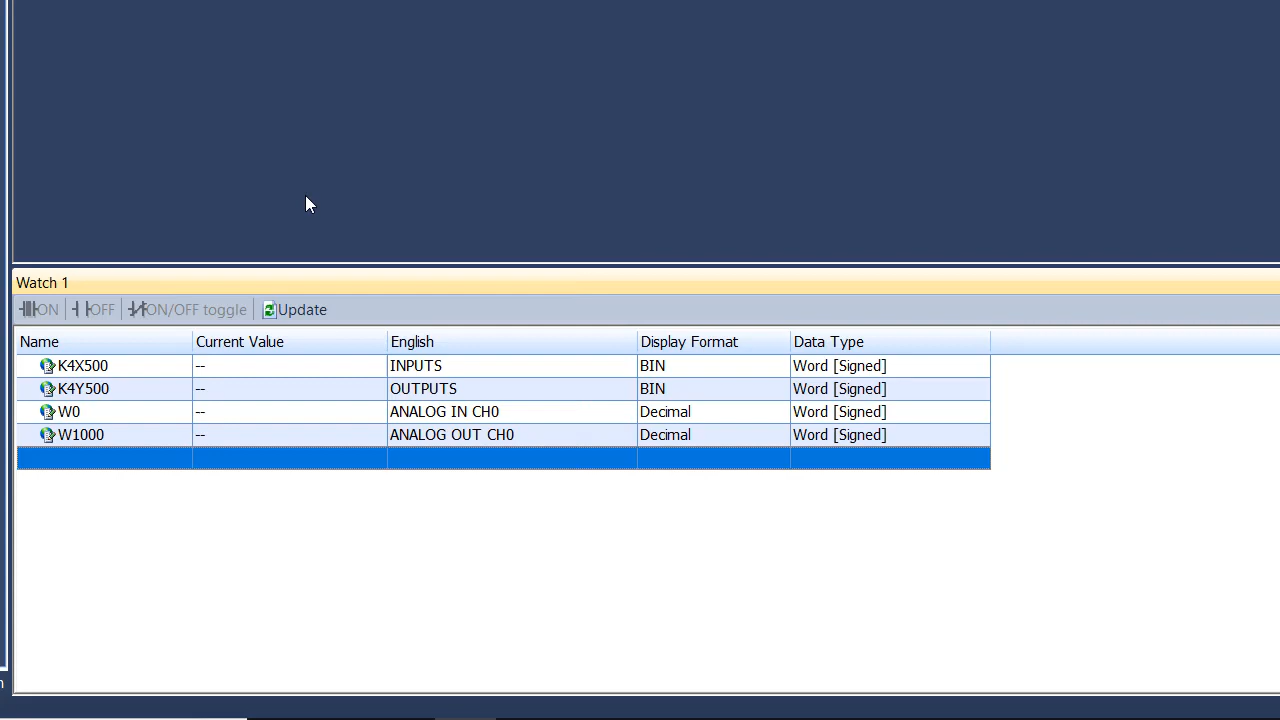 Watch 1
ON OFF ON/OFF toggle Update
Name Current Value English Display Format Data Type
K4X500 -- INPUTS BIN Word [Signed]
K4Y500 -- OUTPUTS BIN Word [Signed]
W0 -- ANALOG IN CH0 Decimal Word [Signed]
W1000 -- ANALOG OUT CH0 Decimal Word [Signed]